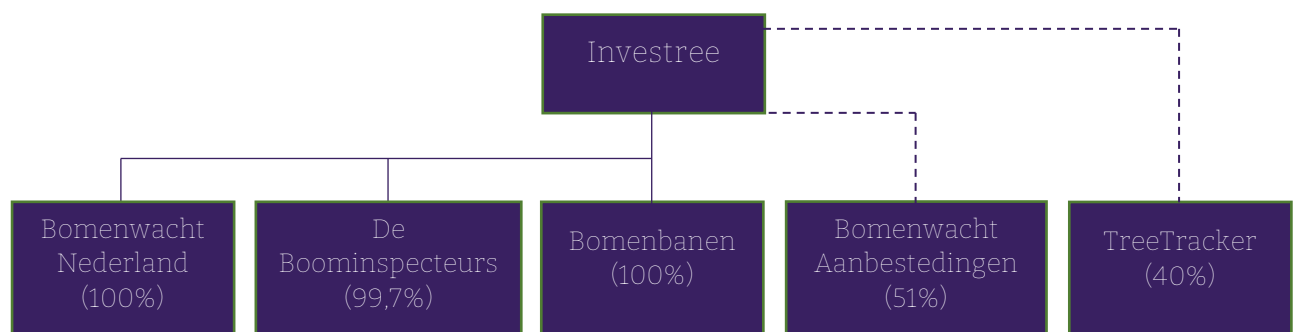 Investree
Bomenwacht
Nederland
(100%)
De
Boominspecteurs
(99,7%)
Bomenbanen
(100%)
Bomenwacht
Aanbestedingen
(51%)
TreeTracker
(40%)